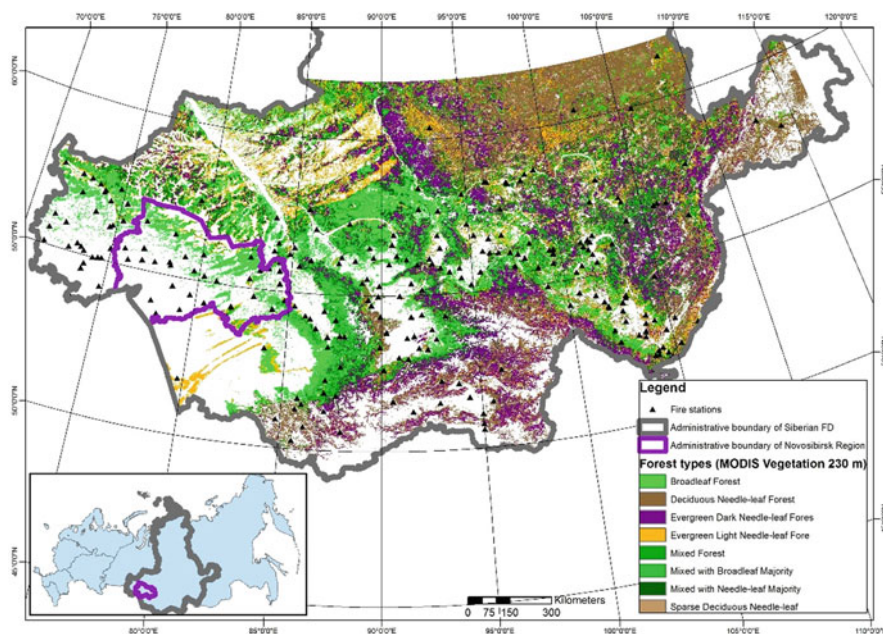 70°0'0"E 75°0'0"E 80°0'0"E 85°0'0"E 90°0'0"E 95°0'0"E 100°0'0"E 105°0'0"E 110°0'0"E 115°0'0"E 120°0'0"E
60°0'0"N
55°0'0"N
50°0'0"N
45°0'0"N
Legend
Fire stations
Administrative boundary of Siberian FD
Administrative boundary of Novosibirsk Region
Forest types (MODIS Vegetation 230 m)
Broadleaf Forest
Deciduous Needle-leaf Forest
Evergreen Dark Needle-leaf Fores
Evergreen Light Needle-leaf Fore
Mixed Forest
Mixed with Broadleaf Majority
Mixed with Needle-leaf Majority
Sparse Deciduous Needle-leaf
Kilometers
0 75 150 300
80°0'0"E 85°0'0"E 90°0'0"E 95°0'0"E 100°0'0"E 105°0'0"E 110°0'0"E